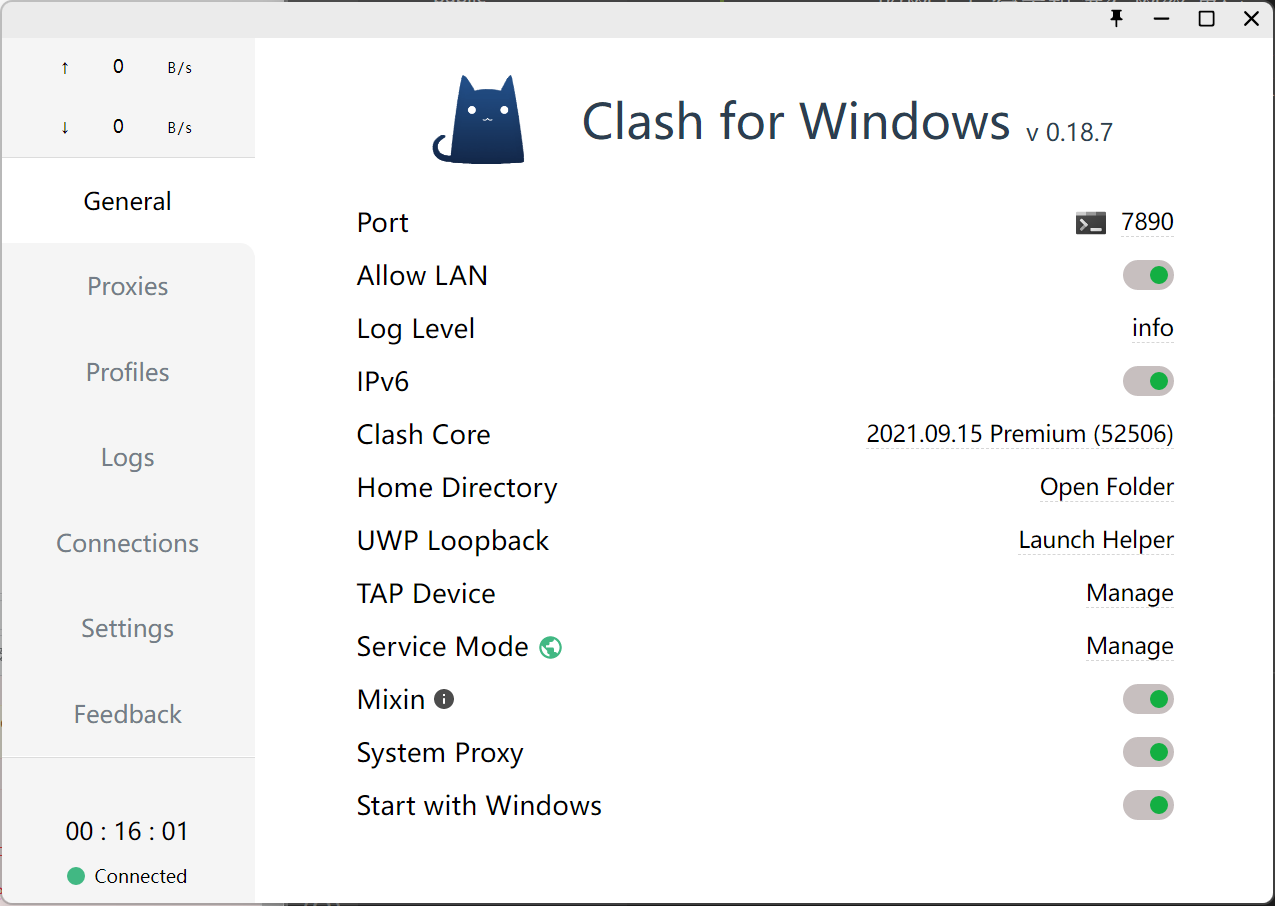 ↑ 0 B/s
↓ 0 B/s
General
Proxies
Profiles
Logs
Connections
Settings
Feedback
00 : 16 : 01
Connected
Clash for Windows v 0.18.7
Port 7890
Allow LAN
Log Level info
IPv6
Clash Core 2021.09.15 Premium (52506)
Home Directory Open Folder
UWP Loopback Launch Helper
TAP Device Manage
Service Mode Manage
Mixin
System Proxy
Start with Windows